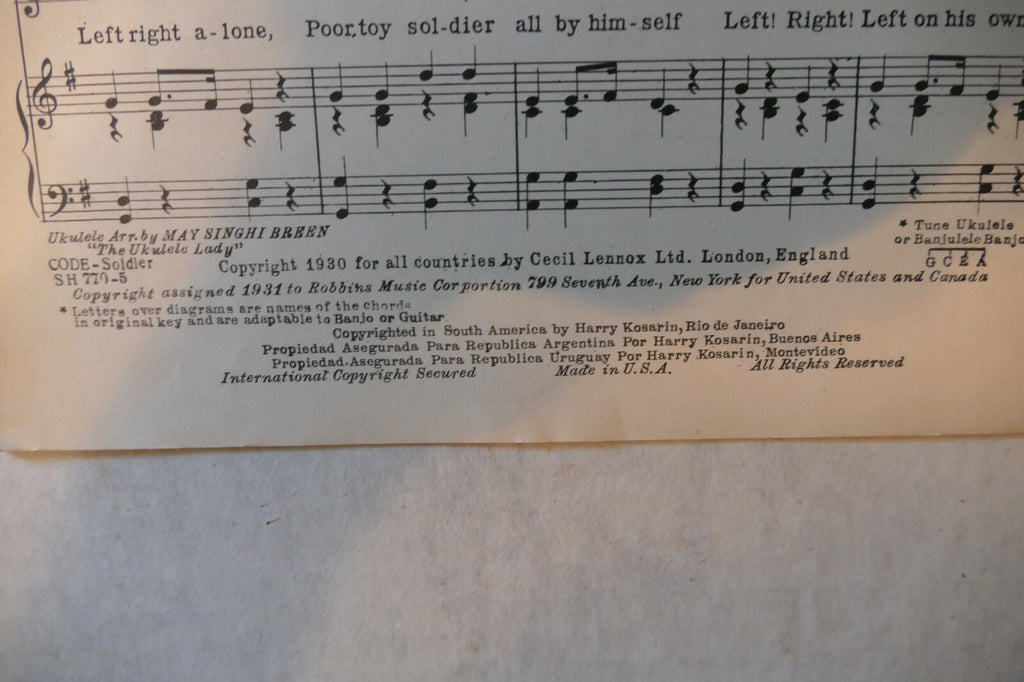 Left right a-lone, Poor, toy sol-dier all by him-self Left! Right! Left on his own
Ukulele Arr. by MAY SINGHI BREEN
"The Ukulele Lady"
* Tune Ukulele
or Banjulele Banjo
G C E A
CODE-Soldier
SH 770-5
Copyright 1930 for all countries by Cecil Lennox Ltd. London, England
Copyright assigned 1931 to Robbins Music Corportion 799 Seventh Ave., New York for United States and Canada
* Letters over diagrams are names of the Chords
in original key and are adaptable to Banjo or Guitar
Copyrighted in South America by Harry Kosarin, Rio de Janeiro
Propiedad Asegurada Para Republica Argentina Por Harry Kosarin, Buenos Aires
Propiedad Asegurada Para Republica Uruguay Por Harry Kosarin, Montevideo
International Copyright Secured Made in U.S.A. All Rights Reserved